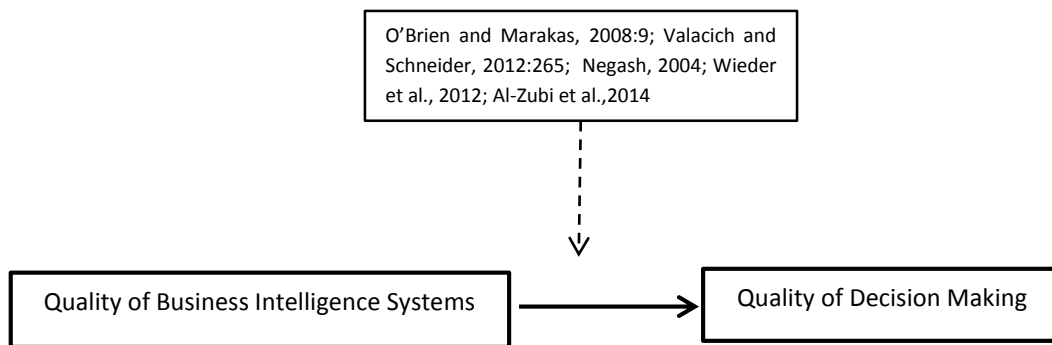 O’Brien and Marakas, 2008:9; Valacich and
Schneider, 2012:265; Negash, 2004; Wieder
et al., 2012; Al-Zubi et al.,2014
Quality of Business Intelligence Systems
Quality of Decision Making